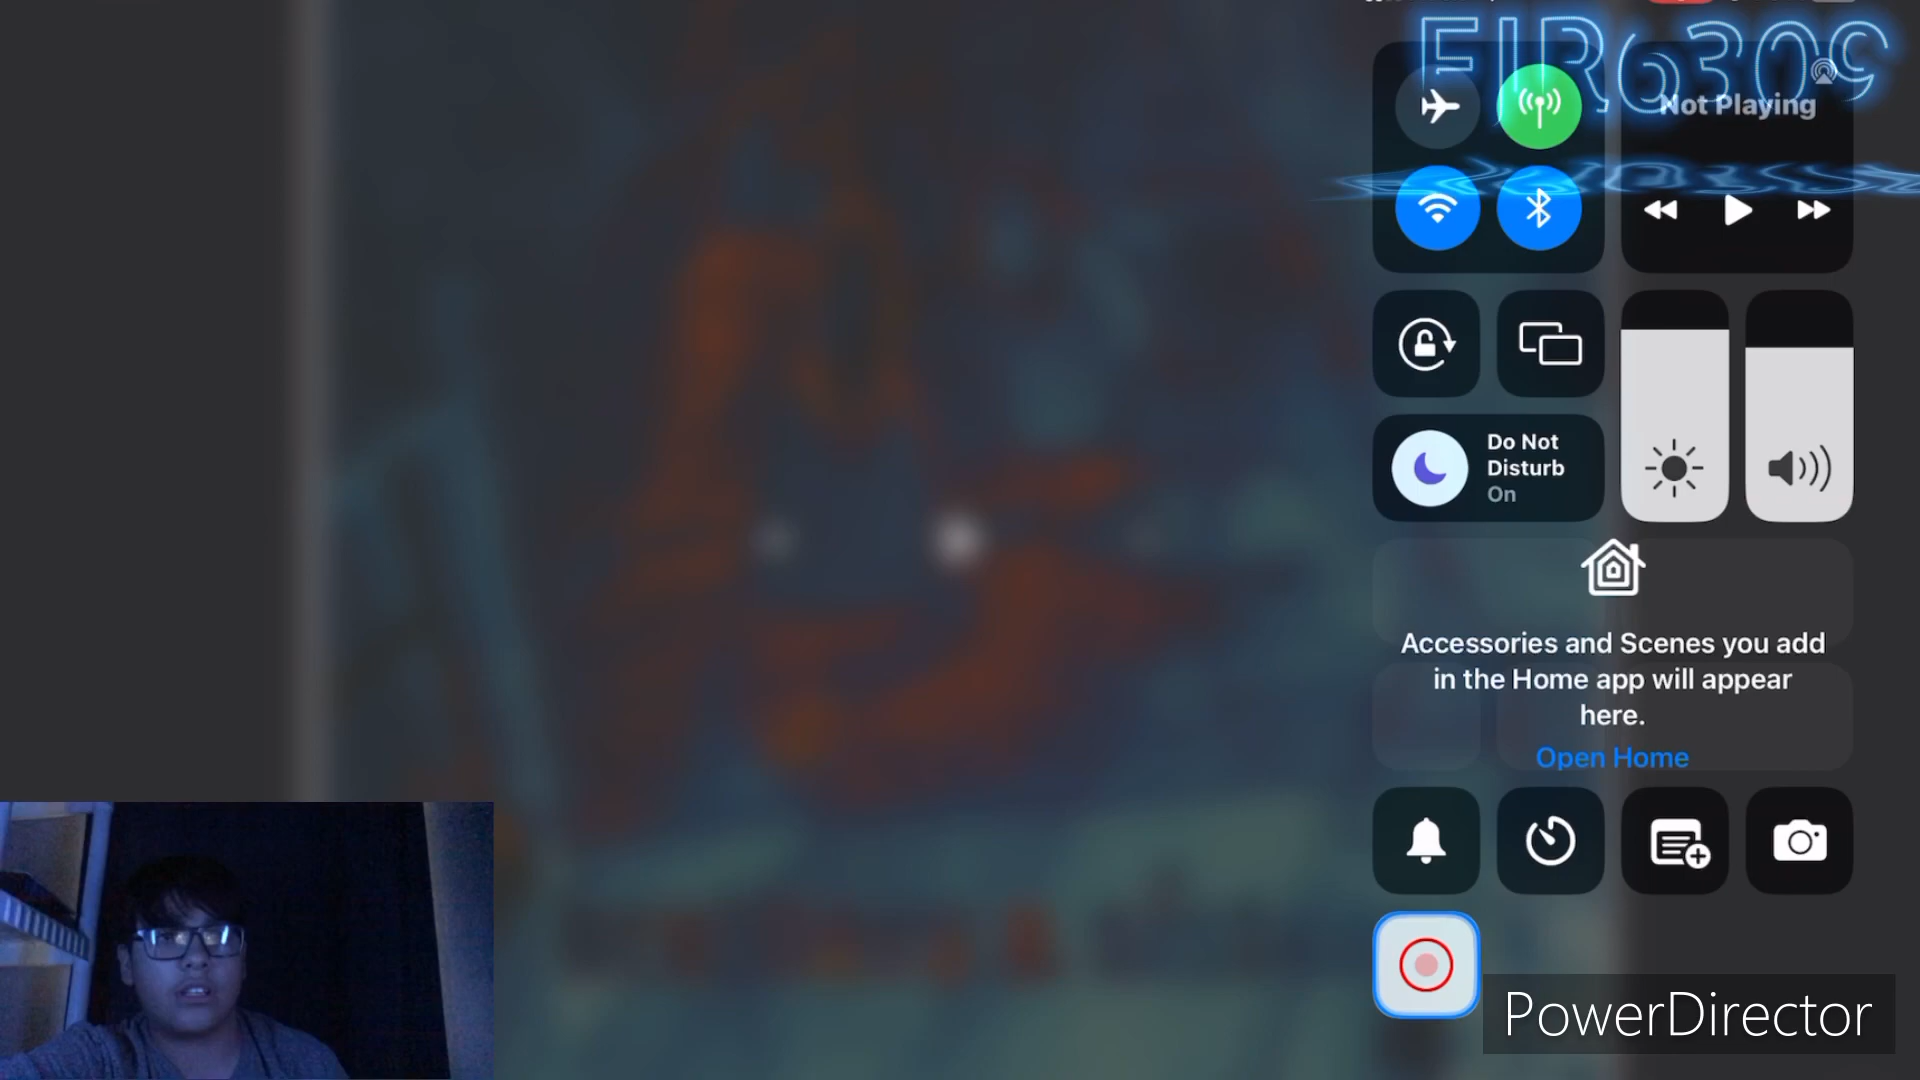 FIR6309
Not Playing
Do Not
Disturb
On
Accessories and Scenes you add
in the Home app will appear
here.
Open Home
PowerDirector